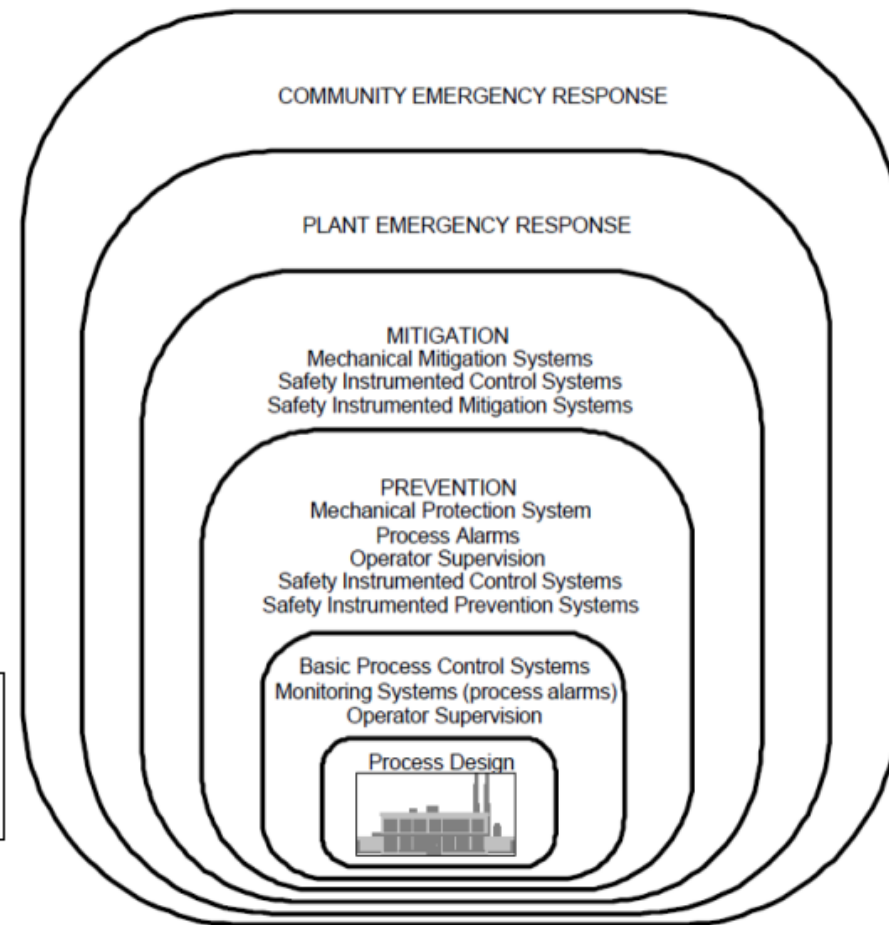 COMMUNITY EMERGENCY RESPONSE
PLANT EMERGENCY RESPONSE
MITIGATION
Mechanical Mitigation Systems
Safety Instrumented Control Systems
Safety Instrumented Mitigation Systems
PREVENTION
Mechanical Protection System
Process Alarms
Operator Supervision
Safety Instrumented Control Systems
Safety Instrumented Prevention Systems
Basic Process Control Systems
Monitoring Systems (process alarms)
Operator Supervision
Process Design